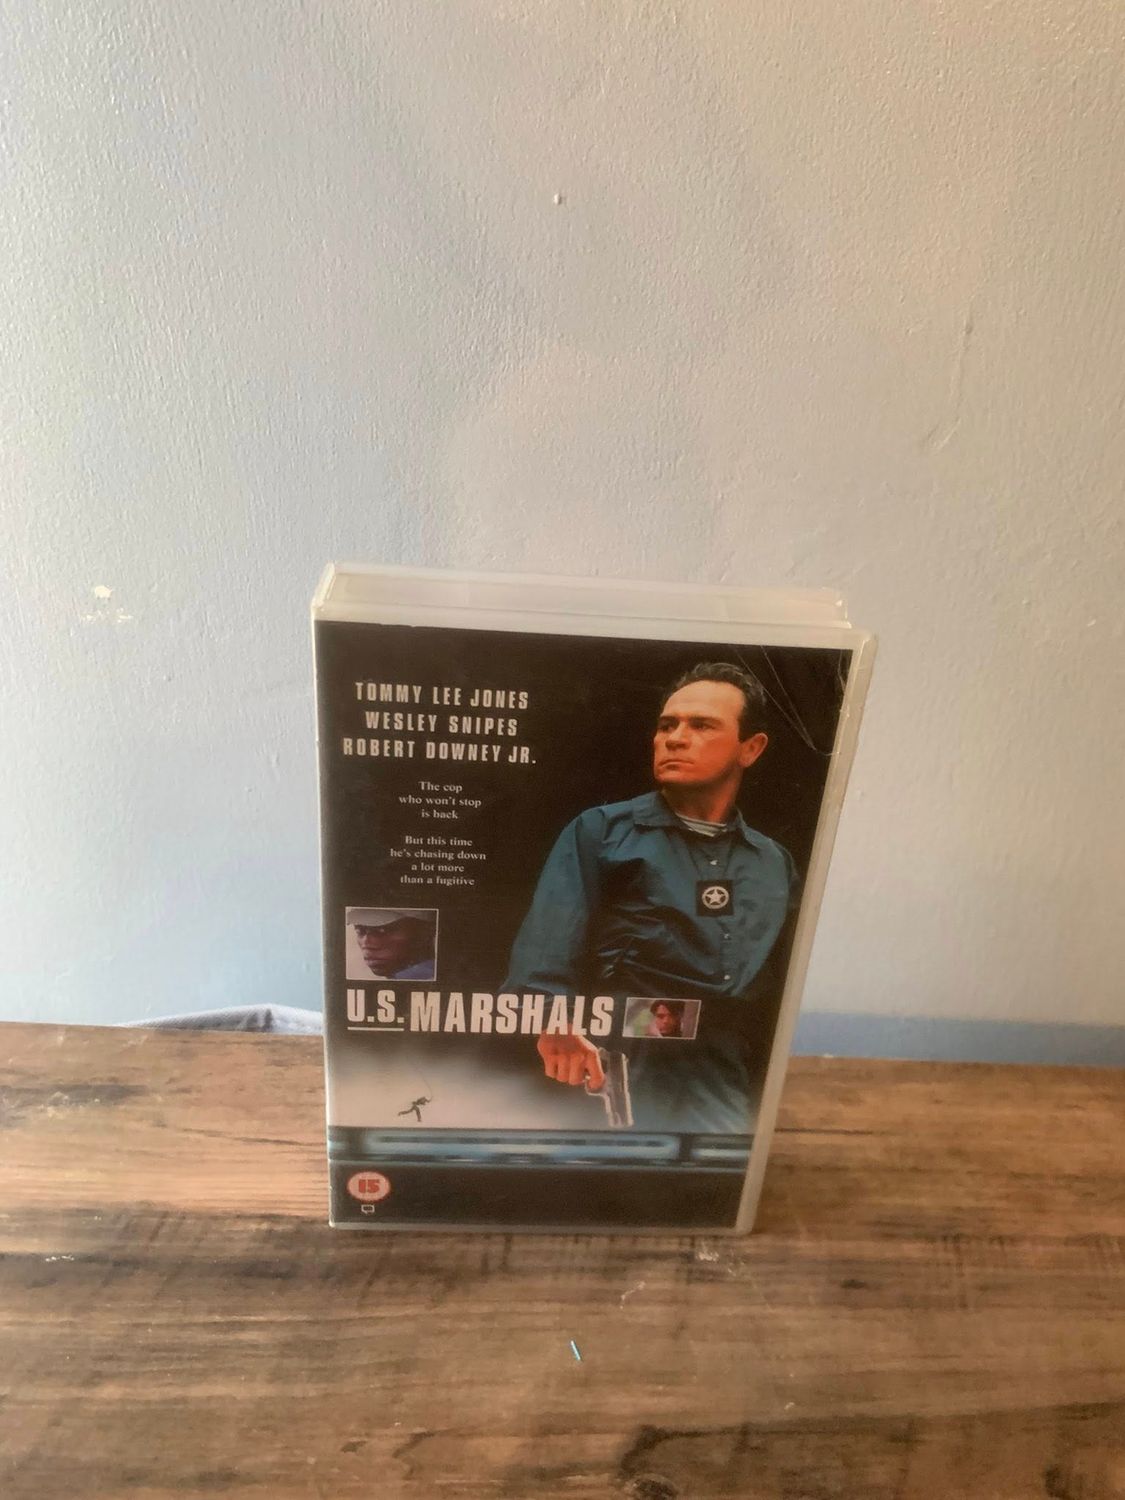 TOMMY LEE JONES
WESLEY SNIPES
ROBERT DOWNEY JR.
The cop
who won't stop
is back
But this time
he's chasing down
a lot more
than a fugitive
U.S. MARSHALS
15